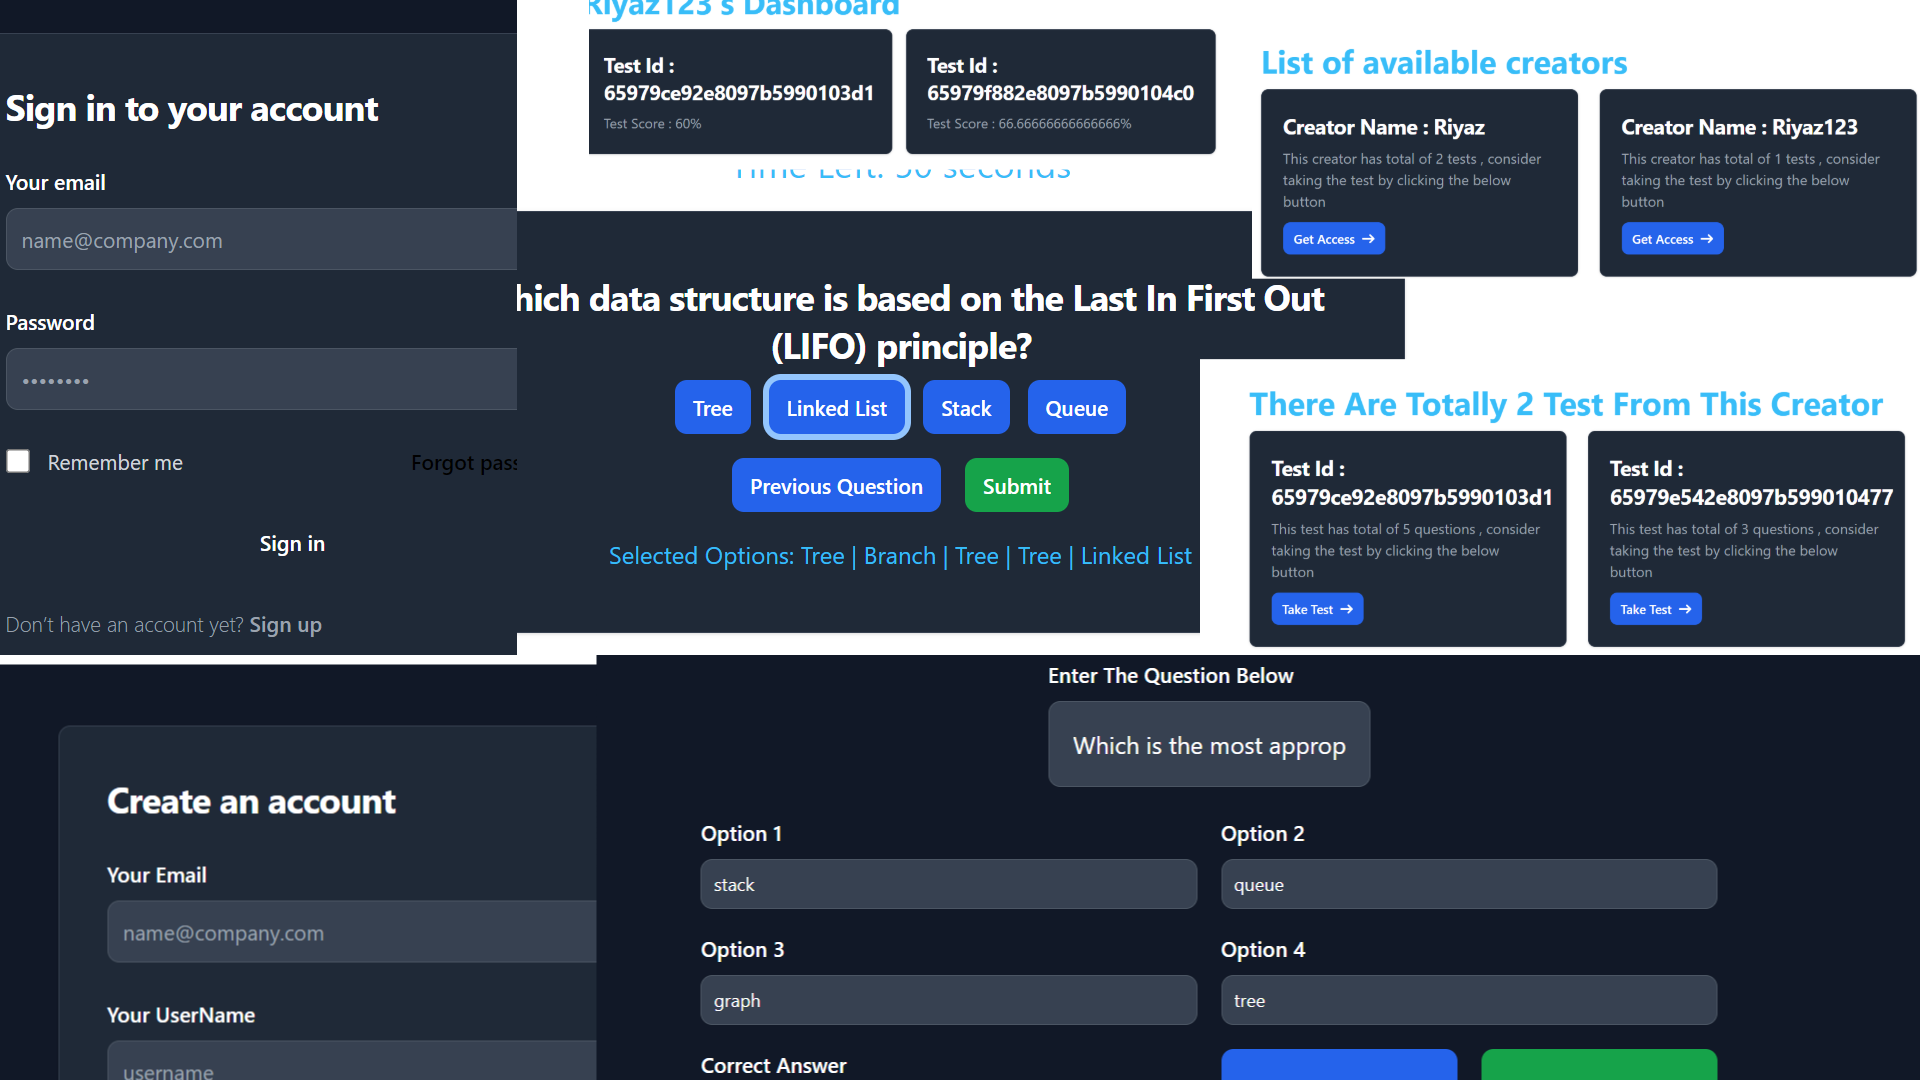 Sign in to your account
Your email
name@company.com
Password
••••••••
Remember me
Forgot pass
Sign in
Don't have an account yet? Sign up
Riyaz123's Dashboard
Test Id :
65979ce92e8097b5990103d1
Test Score : 60%
Test Id :
65979f882e8097b5990104c0
Test Score : 66.66666666666666%
Time Left: 50 seconds
hich data structure is based on the Last In First Out
(LIFO) principle?
Tree
Linked List
Stack
Queue
Previous Question
Submit
Selected Options: Tree | Branch | Tree | Tree | Linked List
List of available creators
Creator Name : Riyaz
This creator has total of 2 tests , consider
taking the test by clicking the below
button
Get Access →
Creator Name : Riyaz123
This creator has total of 1 tests , consider
taking the test by clicking the below
button
Get Access →
There Are Totally 2 Test From This Creator
Test Id :
65979ce92e8097b5990103d1
This test has total of 5 questions , consider
taking the test by clicking the below
button
Take Test →
Test Id :
65979e542e8097b599010477
This test has total of 3 questions , consider
taking the test by clicking the below
button
Take Test →
Create an account
Your Email
name@company.com
Your UserName
username
Enter The Question Below
Which is the most approp
Option 1
stack
Option 2
queue
Option 3
graph
Option 4
tree
Correct Answer